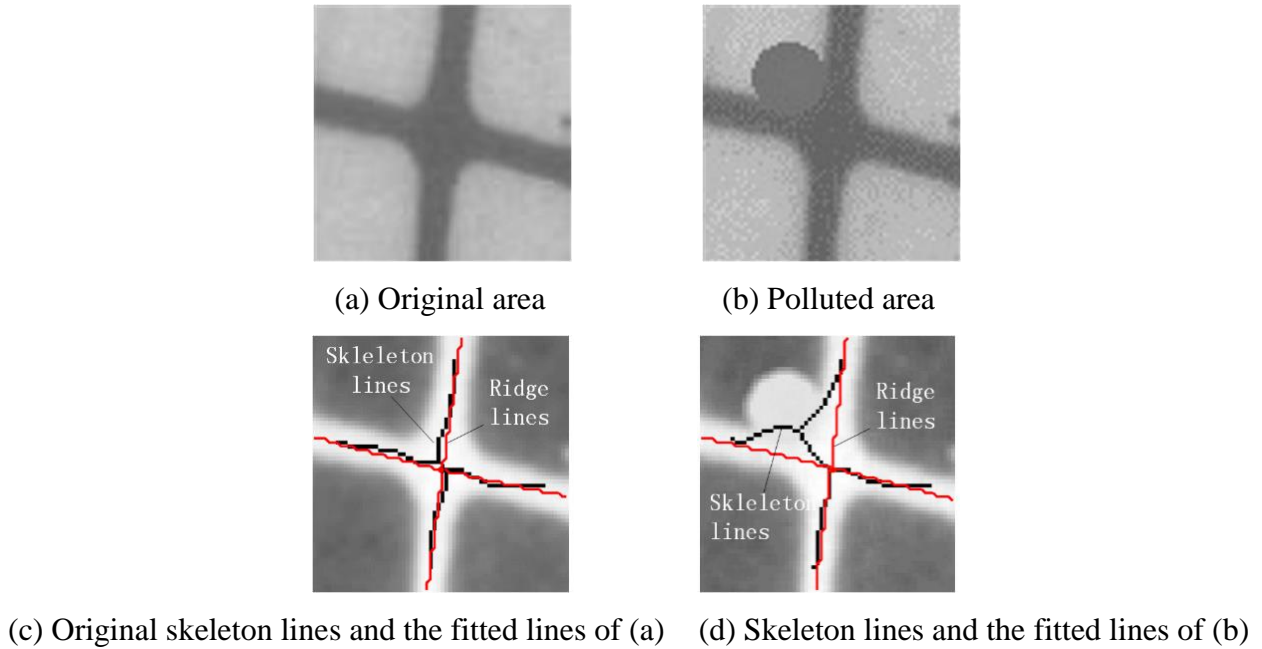 (a) Original area
(b) Polluted area
Skleleton
lines
Ridge
lines
Ridge
lines
Skleleton
lines
(c) Original skeleton lines and the fitted lines of (a)
(d) Skeleton lines and the fitted lines of (b)